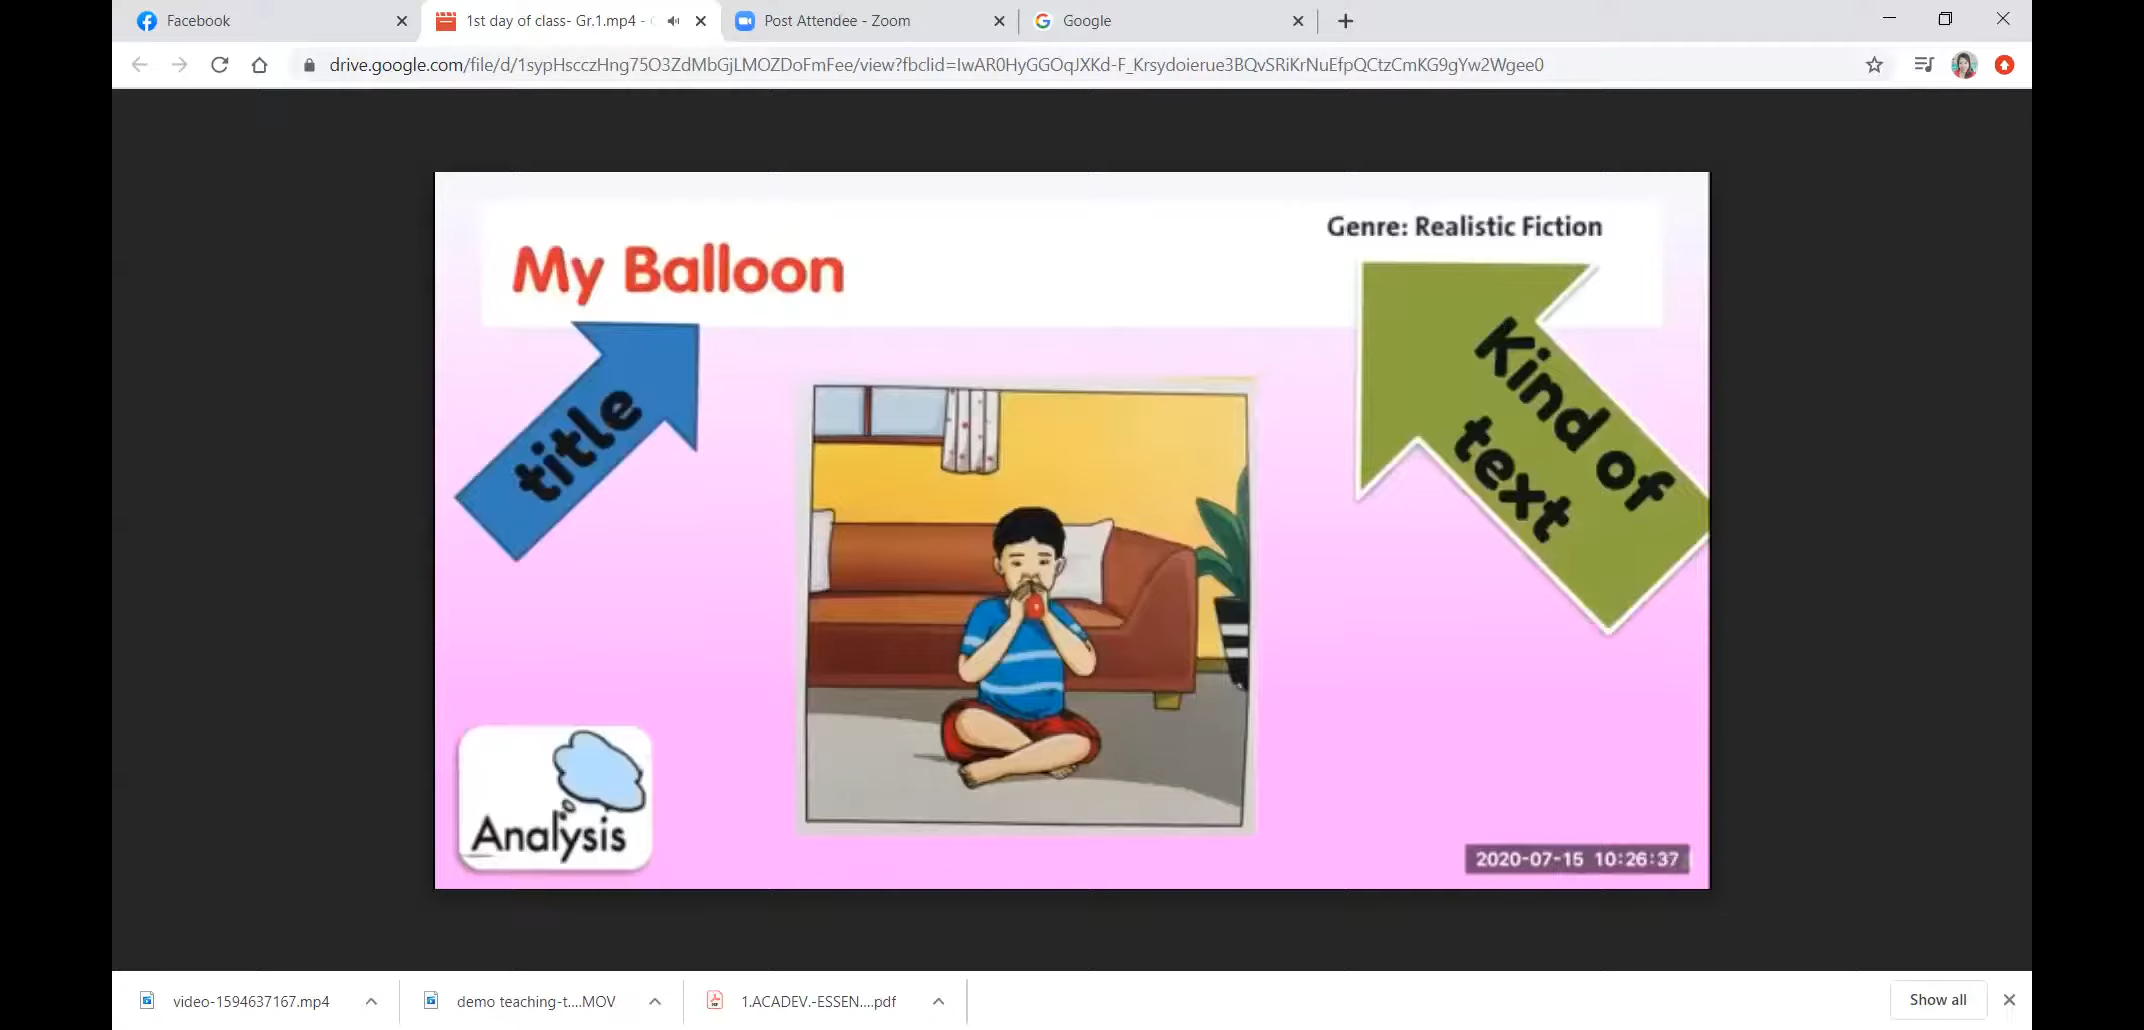 Facebook
1st day of class- Gr.1.mp4 -
Post Attendee - Zoom
Google
drive.google.com/file/d/1sypHscczHng75O3ZdMbGjLMOZDoFmFee/view?fbclid=IwAR0HyGGOqJXKd-F_Krsydoierue3BQvSRiKrNuEfpQCtzCmKG9gYw2Wgee0
Genre: Realistic Fiction
My Balloon
title
Kind of
text
Analysis
2020-07-15 10:26:37
video-1594637167.mp4
demo teaching-t....MOV
1.ACADEV.-ESSEN....pdf
Show all